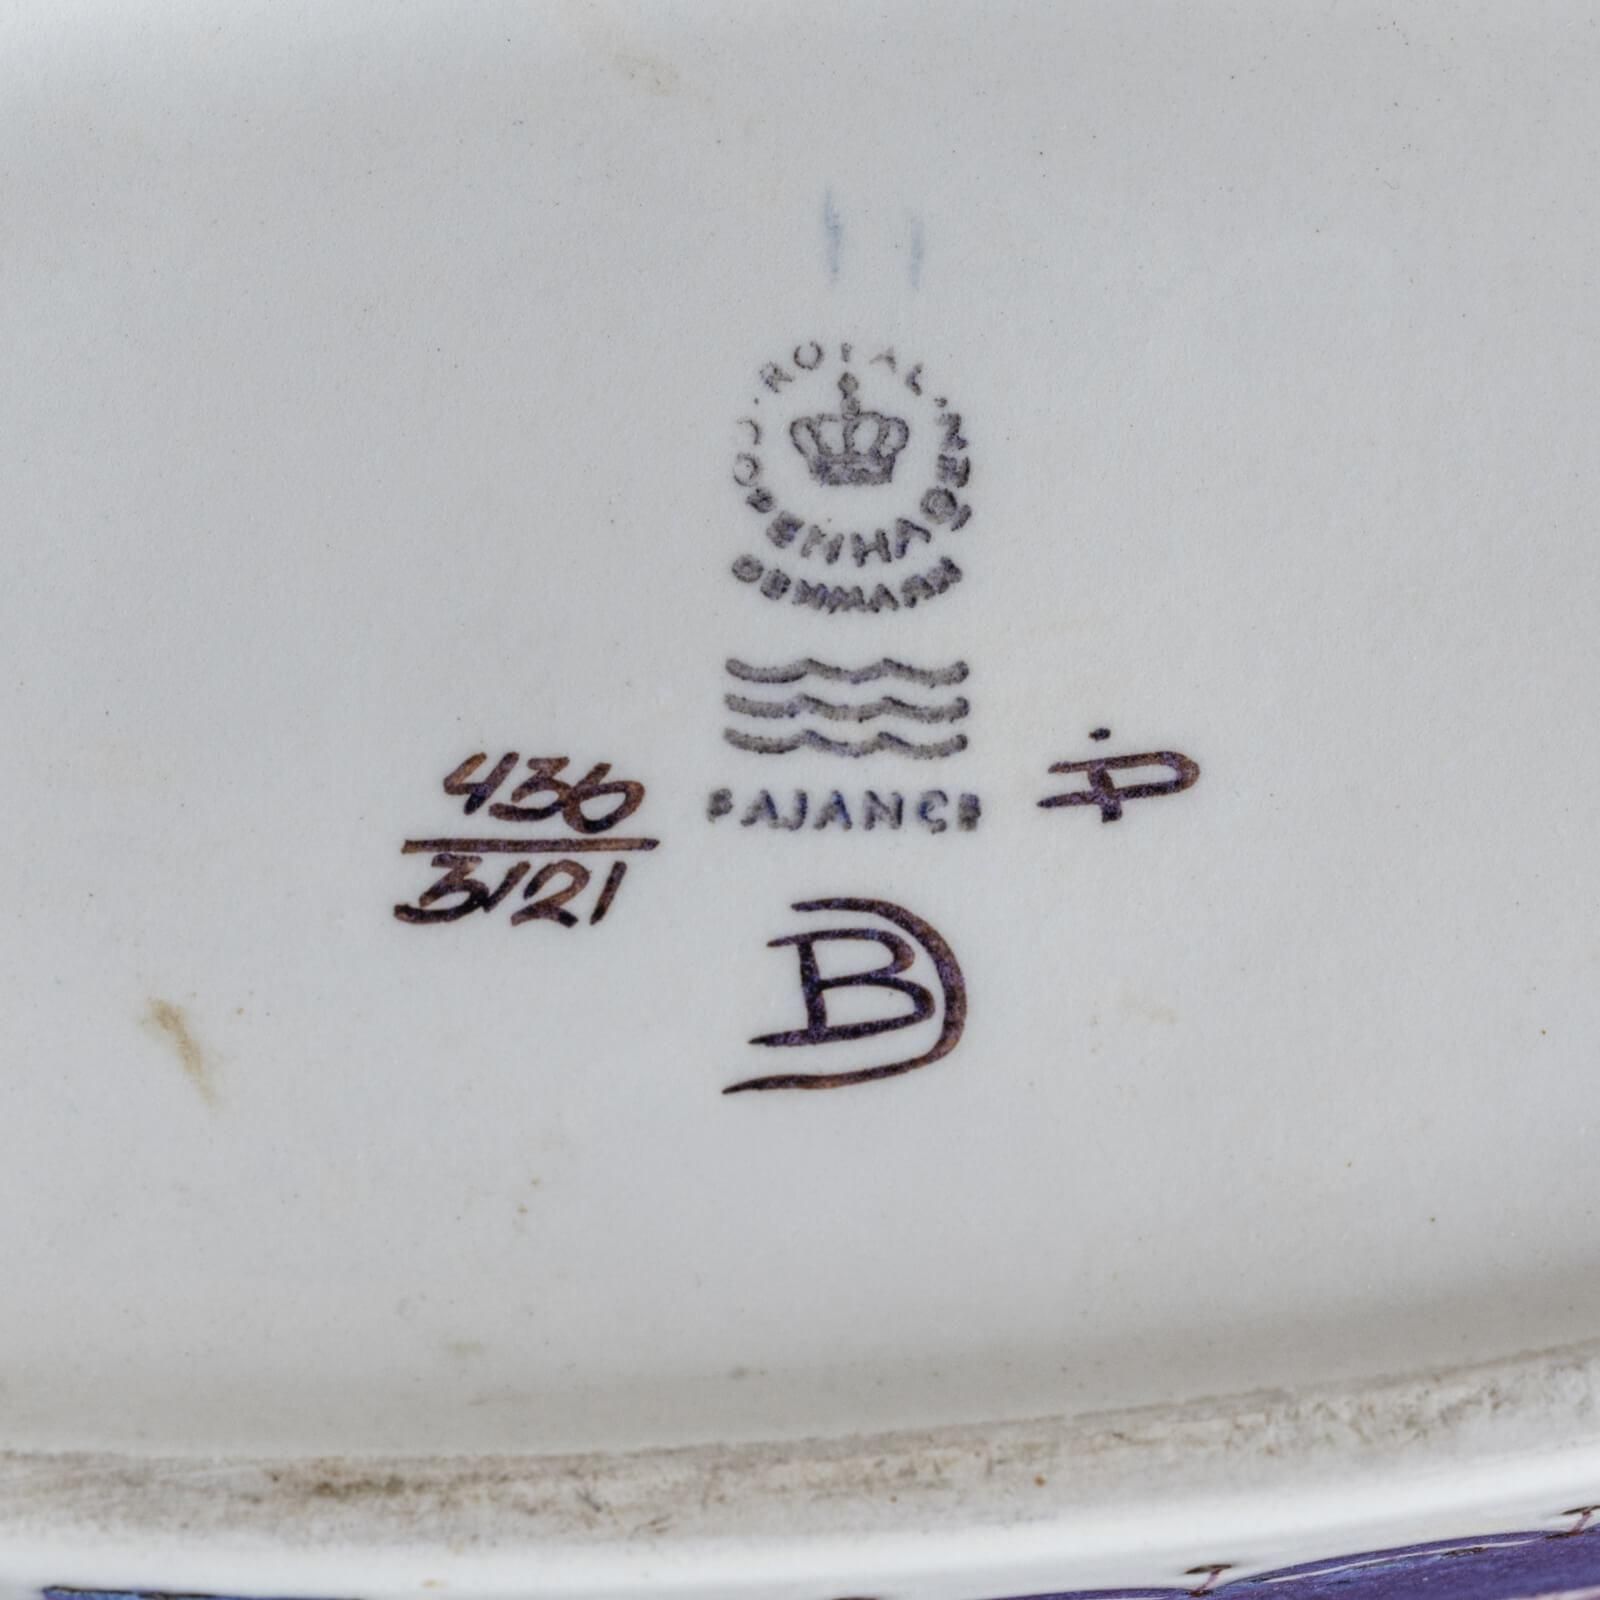 ROYAL COPENHAGEN
DENMARK
FAJANCE
436
3121
B